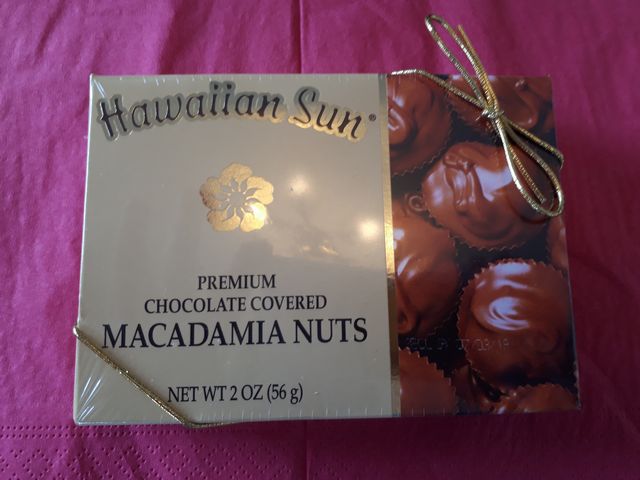 Hawaiian Sun®
PREMIUM
CHOCOLATE COVERED
MACADAMIA NUTS
NET WT 2 OZ (56 g)